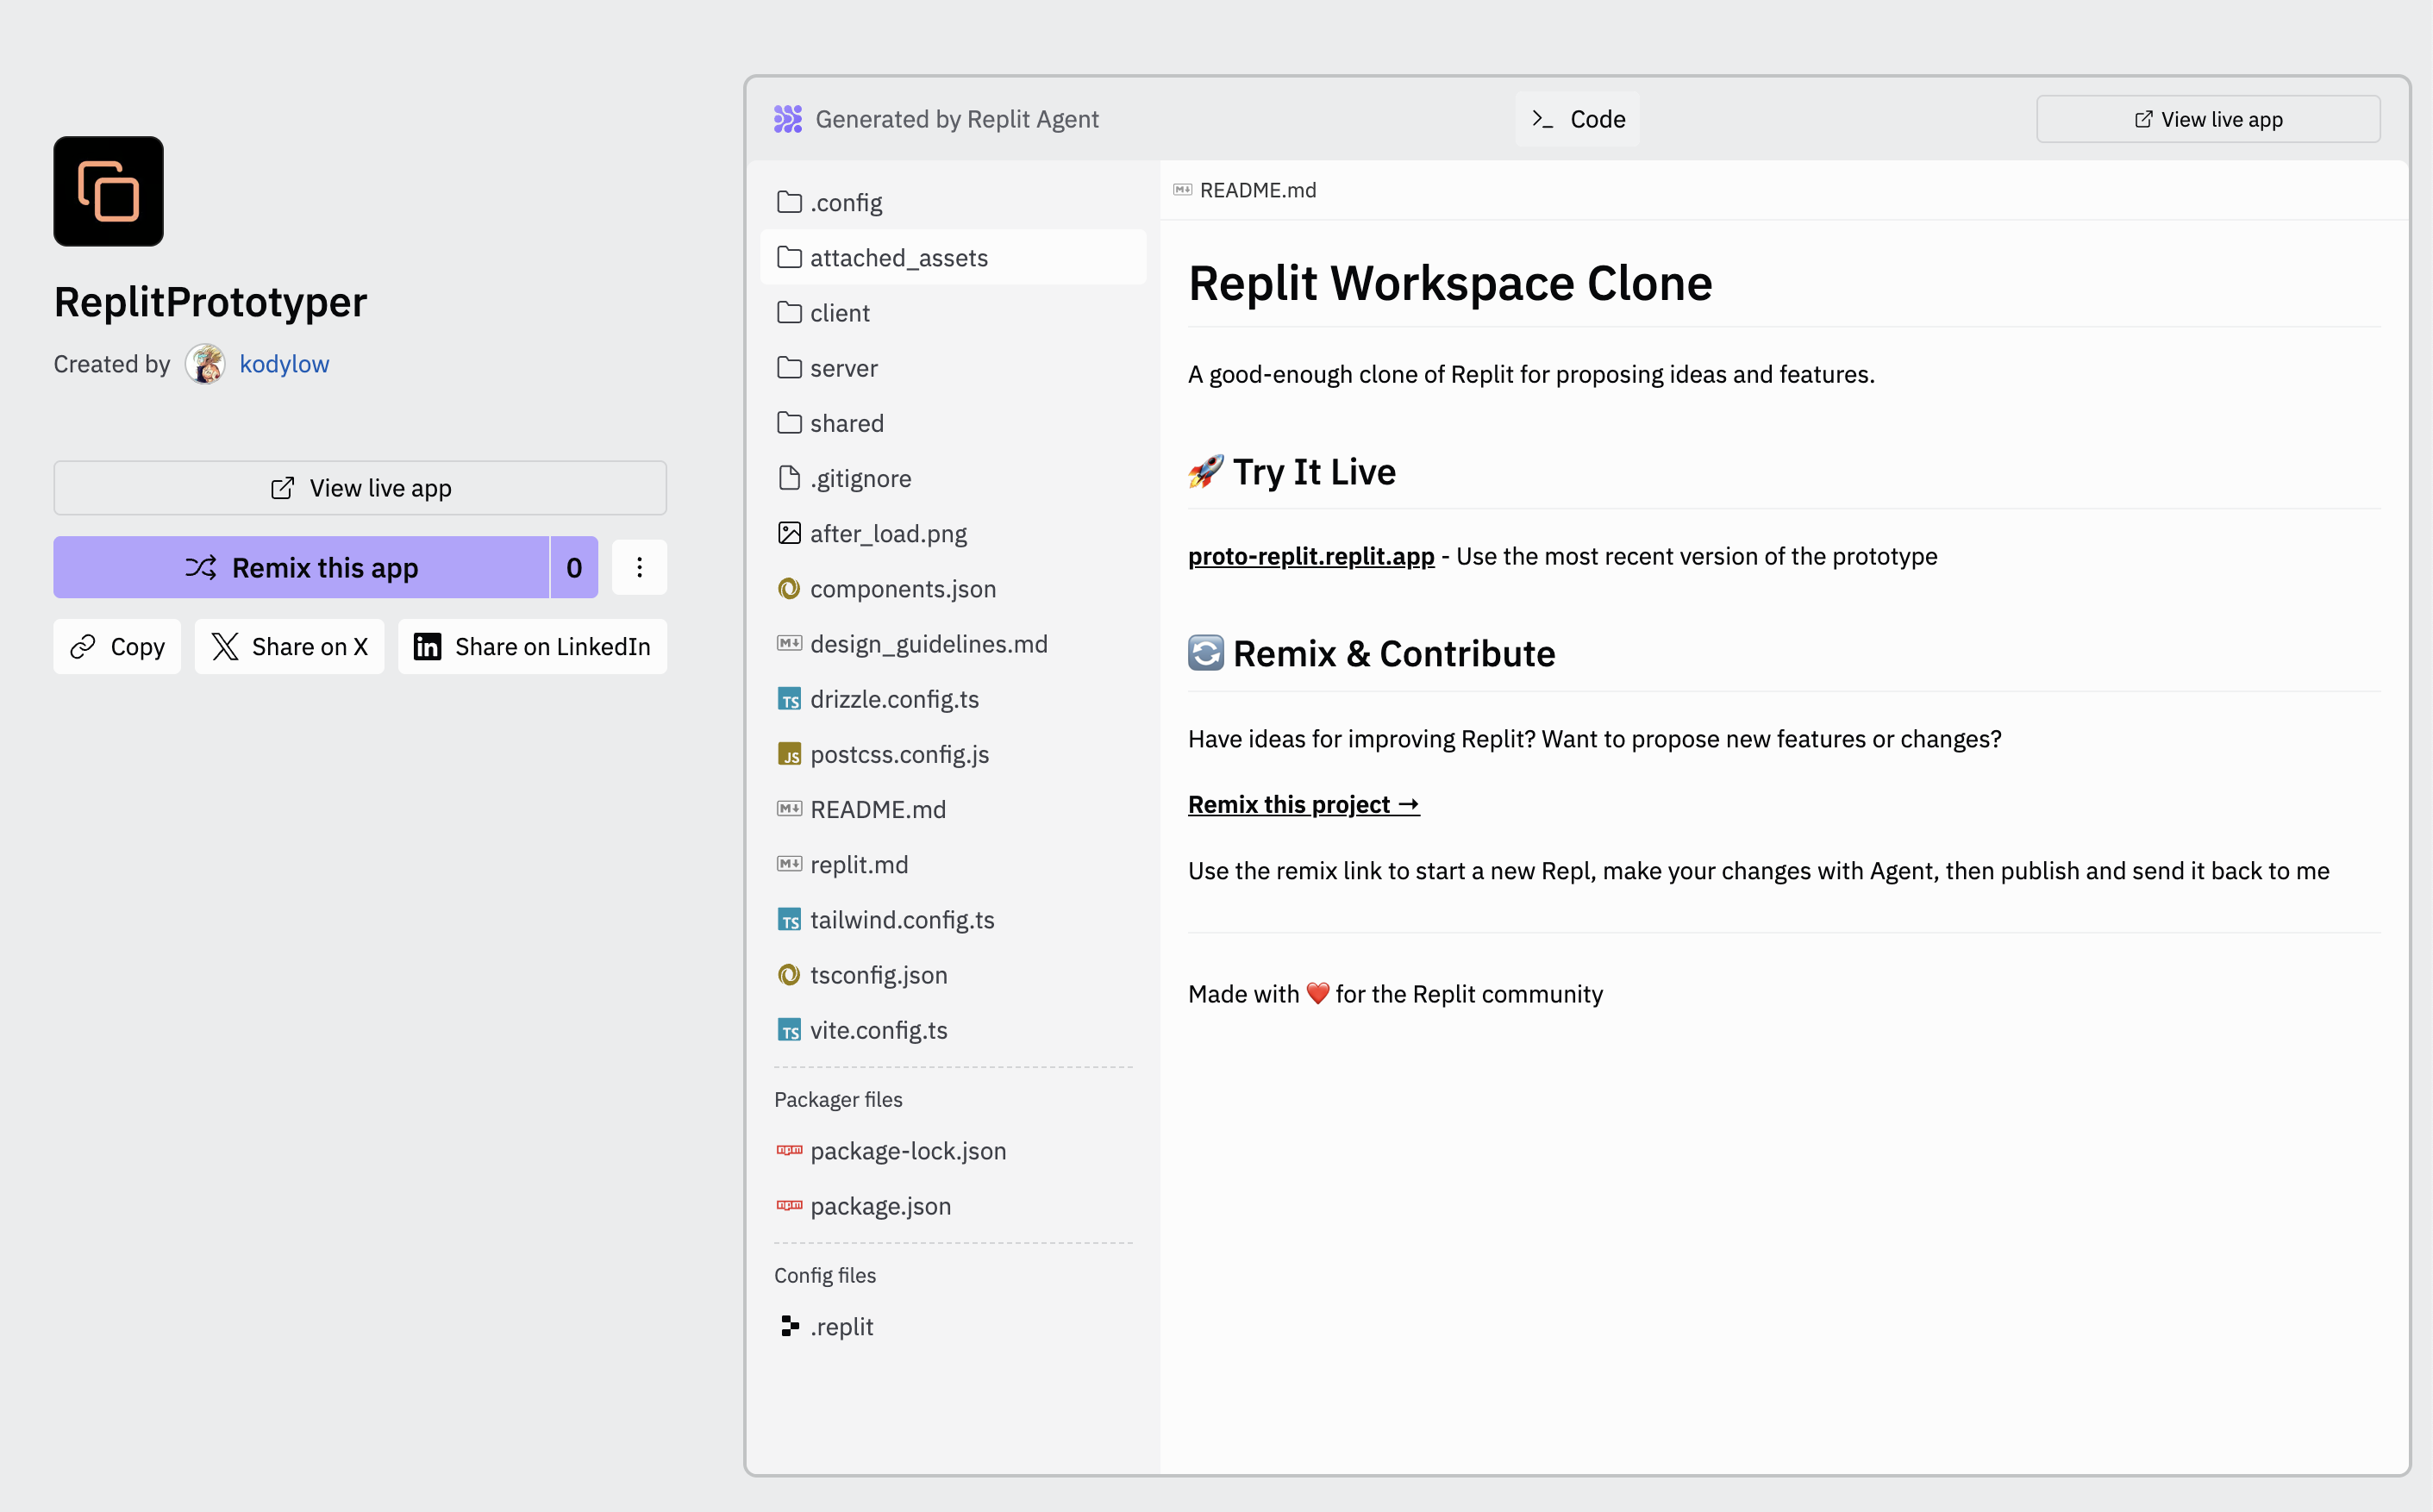 ReplitPrototyper
Created by kodylow
View live app
Remix this app 0
Copy
Share on X
in Share on LinkedIn
Generated by Replit Agent
>_ Code
View live app
.config
attached_assets
client
server
shared
.gitignore
after_load.png
components.json
M↓ design_guidelines.md
TS drizzle.config.ts
JS postcss.config.js
M↓ README.md
M↓ replit.md
TS tailwind.config.ts
tsconfig.json
TS vite.config.ts
Packager files
npm package-lock.json
npm package.json
Config files
.replit
M↓ README.md
Replit Workspace Clone
A good-enough clone of Replit for proposing ideas and features.
🚀 Try It Live
proto-replit.replit.app - Use the most recent version of the prototype
🔄 Remix & Contribute
Have ideas for improving Replit? Want to propose new features or changes?
Remix this project →
Use the remix link to start a new Repl, make your changes with Agent, then publish and send it back to me
Made with ❤️ for the Replit community